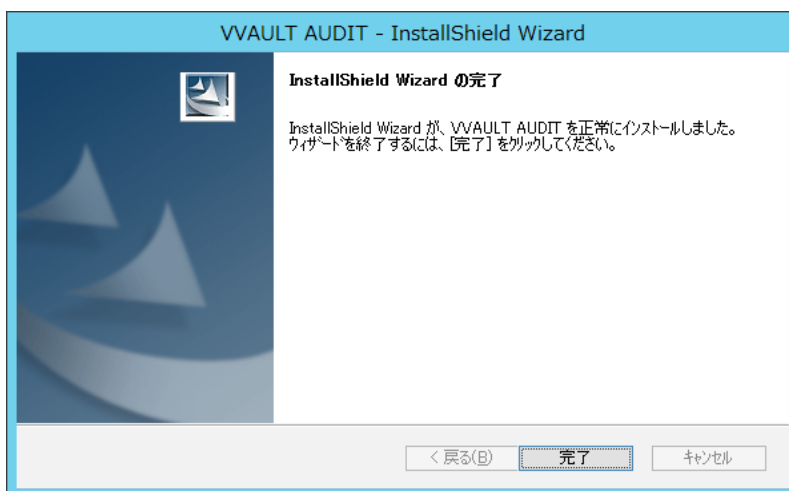 VVAULT AUDIT - InstallShield Wizard
InstallShield Wizard の完了
InstallShield Wizard が、VVAULT AUDIT を正常にインストールしました。
ウィザードを終了するには、[完了] をクリックしてください。
< 戻る(B)
完了
キャンセル